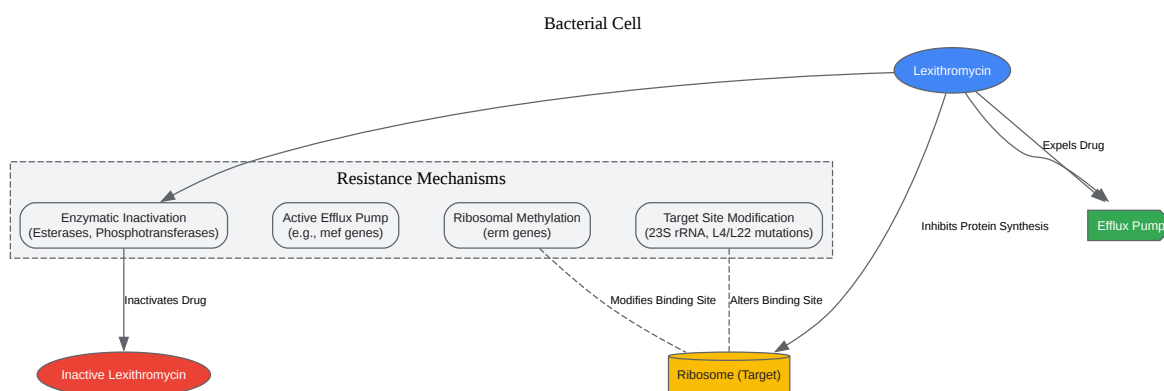 Bacterial Cell
Lexithromycin
Expels Drug
Resistance Mechanisms
Enzymatic Inactivation
(Esterases, Phosphotransferases)
Active Efflux Pump
(e.g., mef genes)
Ribosomal Methylation
(erm genes)
Target Site Modification
(23S rRNA, L4/L22 mutations)
Inhibits Protein Synthesis
Efflux Pump
Inactivates Drug
Modifies Binding Site
Alters Binding Site
Inactive Lexithromycin
Ribosome (Target)